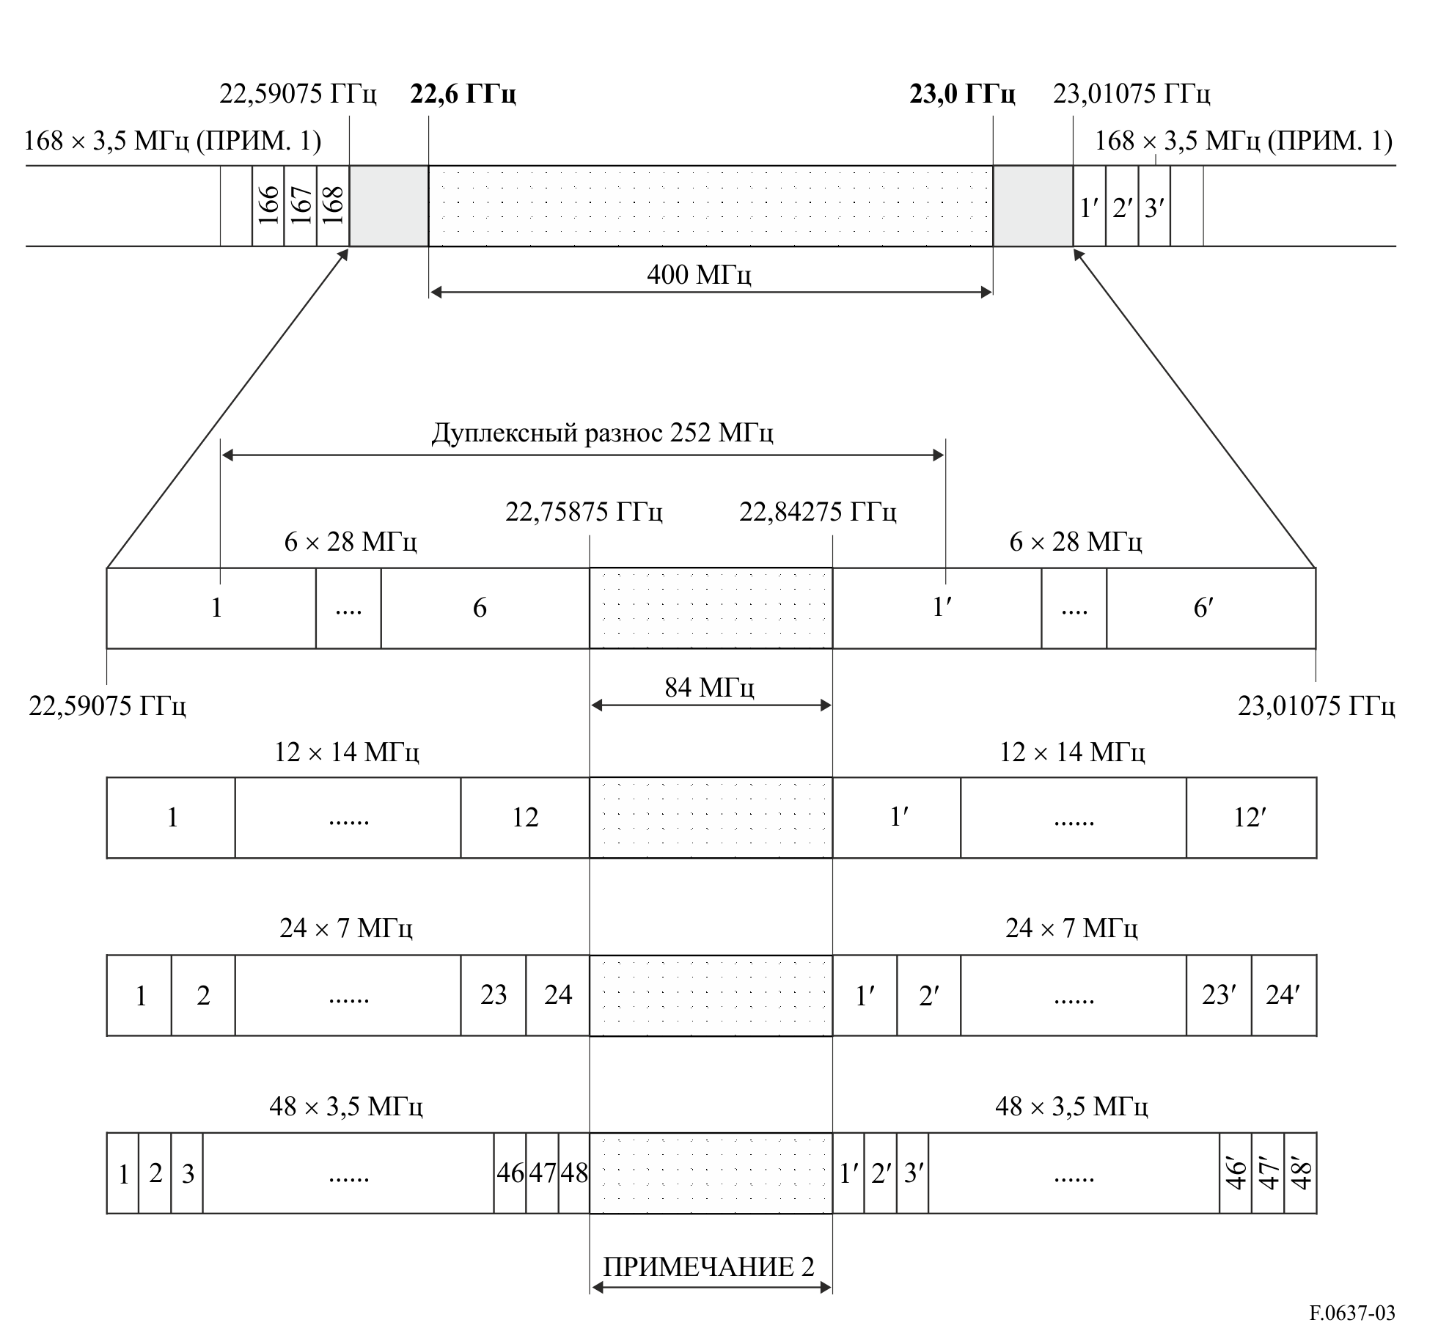 22,59075 ГГц 22,6 ГГц 23,0 ГГц 23,01075 ГГц
168 × 3,5 МГц (ПРИМ. 1) 168 × 3,5 МГц (ПРИМ. 1)
166 167 168 1′ 2′ 3′
400 МГц
Дуплексный разнос 252 МГц
22,75875 ГГц 22,84275 ГГц
6 × 28 МГц 6 × 28 МГц
1 .... 6 1′ .... 6′
84 МГц
22,59075 ГГц 23,01075 ГГц
12 × 14 МГц 12 × 14 МГц
1 ...... 12 1′ ...... 12′
24 × 7 МГц 24 × 7 МГц
1 2 ...... 23 24 1′ 2′ ...... 23′ 24′
48 × 3,5 МГц 48 × 3,5 МГц
1 2 3 ...... 46 47 48 1′ 2′ 3′ ...... 46′ 47′ 48′
ПРИМЕЧАНИЕ 2
F.0637-03